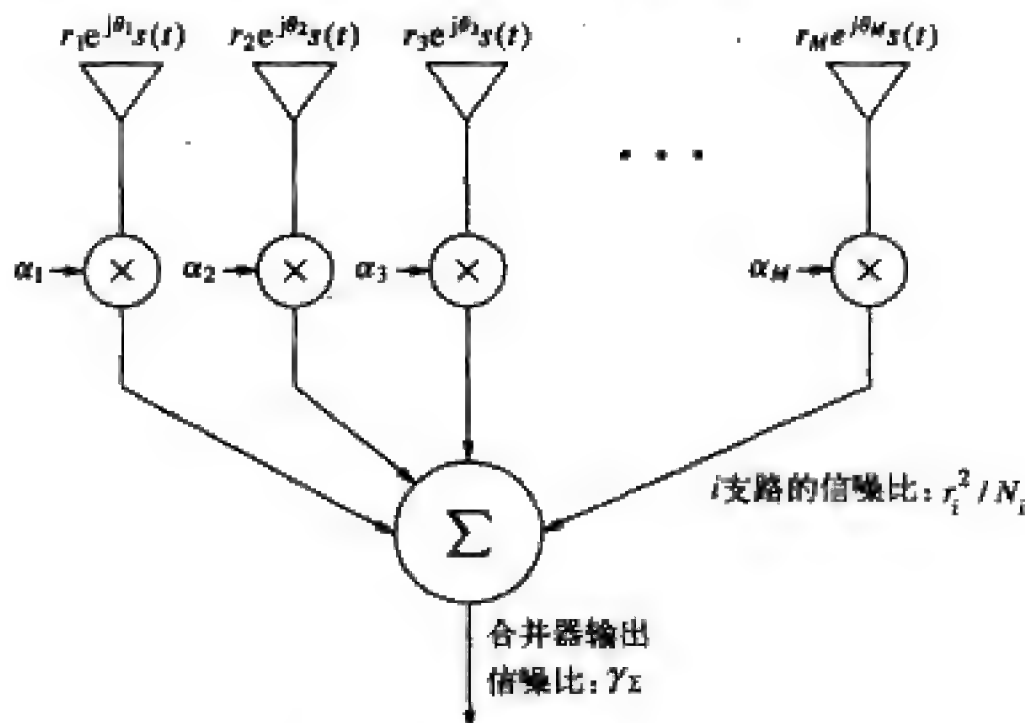 r₁e^{jθ₁}s(t) r₂e^{jθ₂}s(t) r₃e^{jθ₃}s(t) r_M e^{jθ_M}s(t)
· · ·
α₁ × α₂ × α₃ × α_M ×
i支路的信噪比：r_i²/N_i
Σ
合并器输出
信噪比：γ_Σ